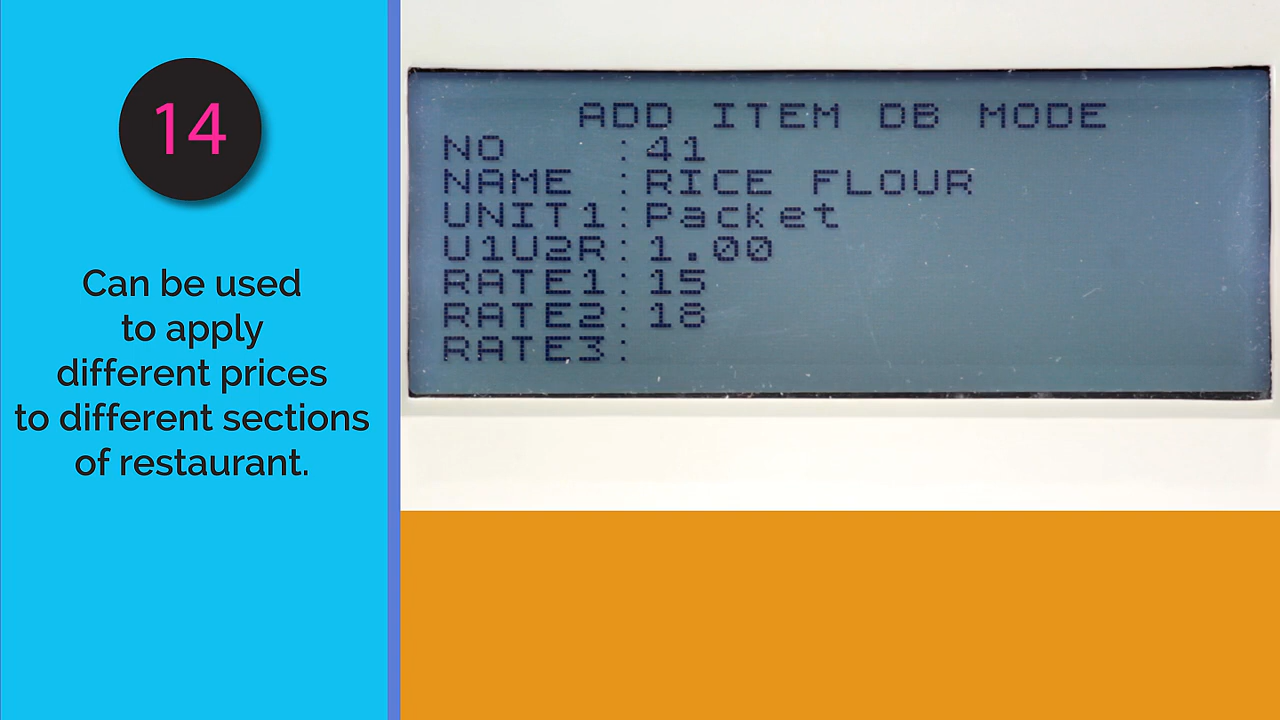 14
Can be used
to apply
different prices
to different sections
of restaurant.
ADD ITEM DB MODE
NO :41
NAME :RICE FLOUR
UNIT1:Packet
U1U2R:1.00
RATE1:15
RATE2:18
RATE3: